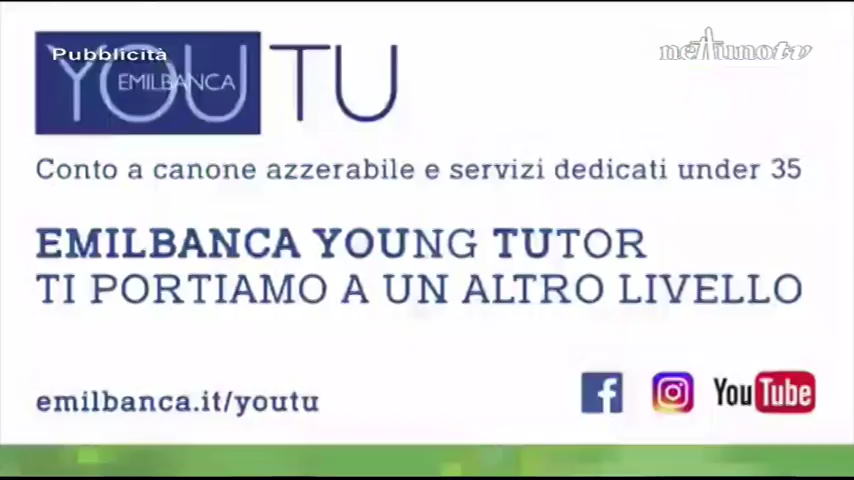 Pubblicità
nettunotv
YOU TU
EMILBANCA
Conto a canone azzerabile e servizi dedicati under 35
EMILBANCA YOUNG TUTOR
TI PORTIAMO A UN ALTRO LIVELLO
emilbanca.it/youtu
f
YouTube